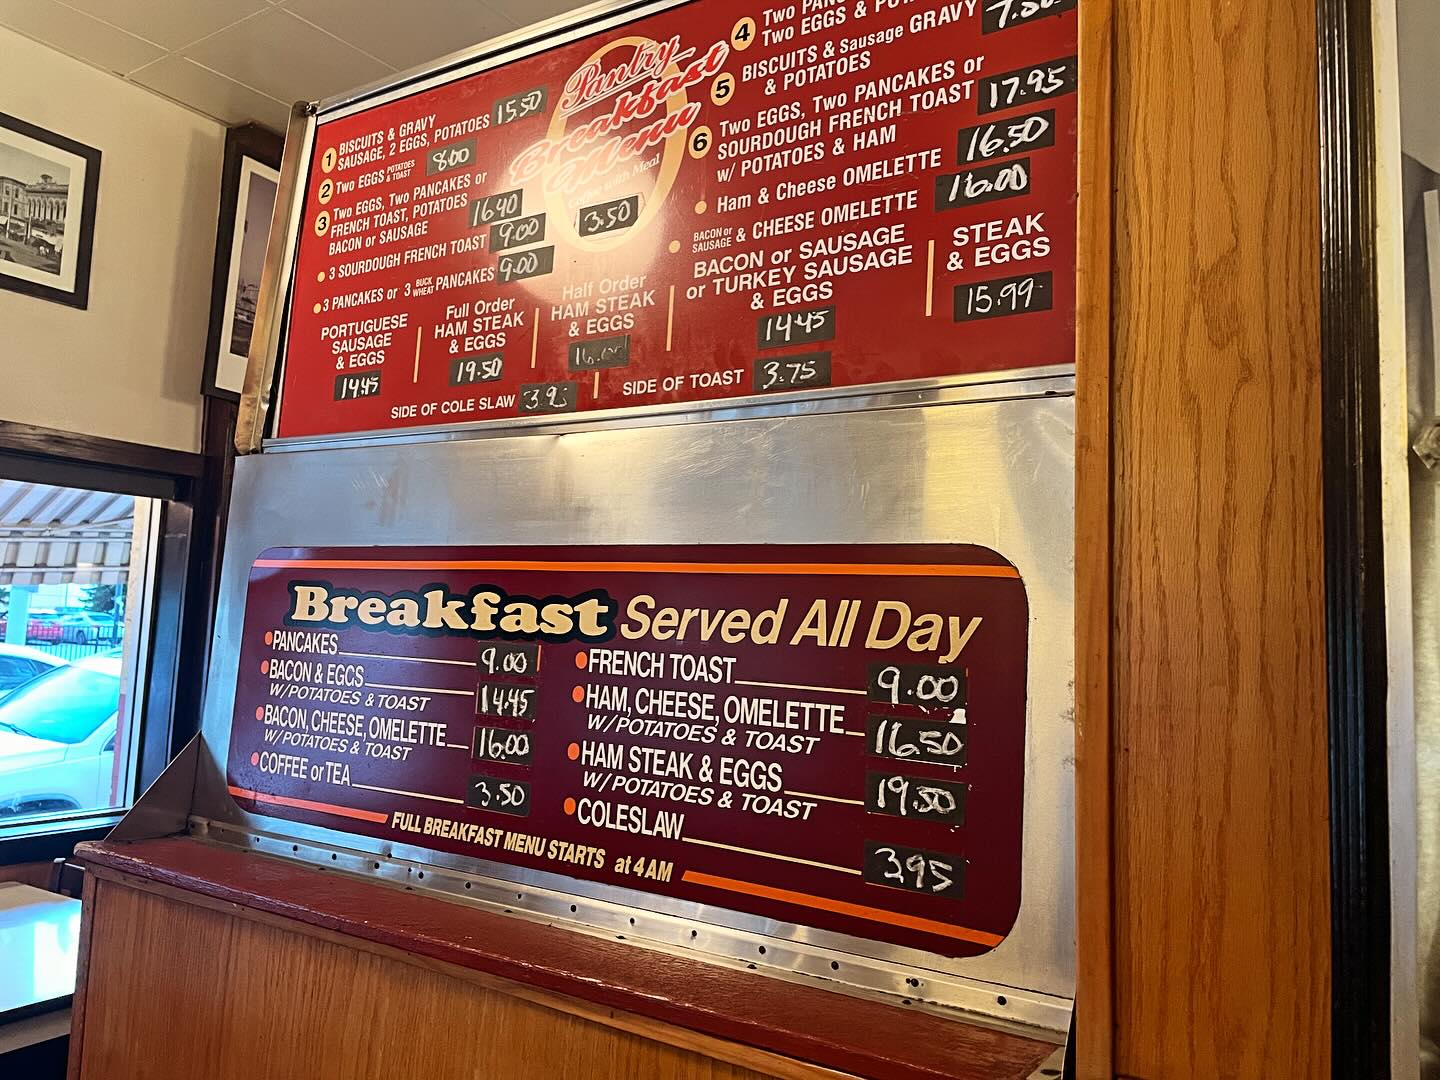 Pantry
Breakfast
Menu
Coffee with Meal
3.50
1 BISCUITS & GRAVY
SAUSAGE, 2 EGGS, POTATOES 15.50
2 TWO EGGS POTATOES & TOAST 8.00
3 TWO EGGS, TWO PANCAKES or
FRENCH TOAST, POTATOES
BACON or SAUSAGE 16.40
• 3 SOURDOUGH FRENCH TOAST 9.00
• 3 PANCAKES or 3 BUCK WHEAT PANCAKES 9.00
4 TWO
TWO EGGS &
5 BISCUITS & Sausage GRAVY
& POTATOES
6 TWO EGGS, TWO PANCAKES or
SOURDOUGH FRENCH TOAST 17.95
w/ POTATOES & HAM
• Ham & Cheese OMELETTE 16.50
• BACON or SAUSAGE & CHEESE OMELETTE 16.00
PORTUGUESE
SAUSAGE
& EGGS
14.45
Full Order
HAM STEAK
& EGGS
19.50
Half Order
HAM STEAK
& EGGS
BACON or SAUSAGE
or TURKEY SAUSAGE
& EGGS
14.45
STEAK
& EGGS
15.99
SIDE OF COLE SLAW
SIDE OF TOAST 3.75
Breakfast Served All Day
• PANCAKES 9.00
• BACON & EGGS
W/POTATOES & TOAST 14.45
• BACON, CHEESE, OMELETTE
W/POTATOES & TOAST 16.00
• COFFEE or TEA 3.50
• FRENCH TOAST 9.00
• HAM, CHEESE, OMELETTE
W/POTATOES & TOAST 16.50
• HAM STEAK & EGGS
W/POTATOES & TOAST 19.50
• COLESLAW 3.95
FULL BREAKFAST MENU STARTS at 4AM